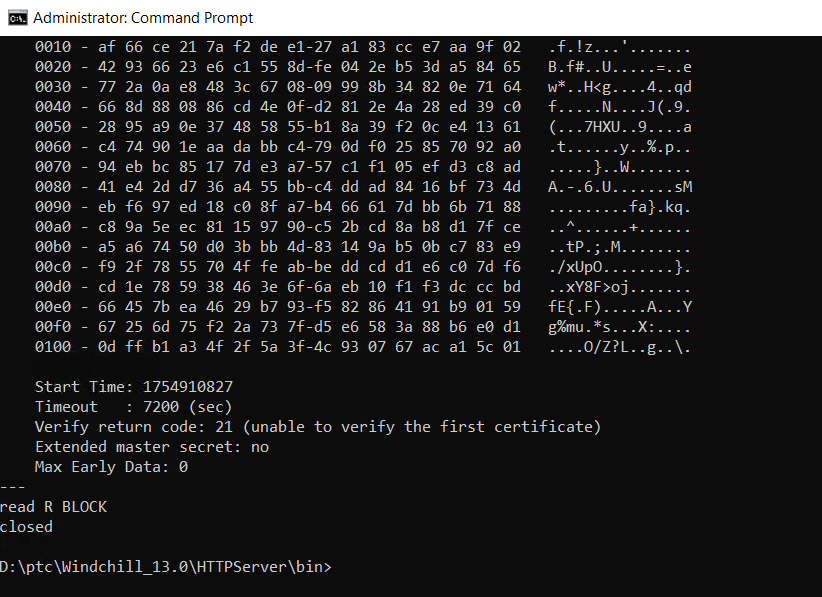 Administrator: Command Prompt
0010 - af 66 ce 21 7a f2 de e1-27 a1 83 cc e7 aa 9f 02   .f.!z...'.......
0020 - 42 93 66 23 e6 c1 55 8d-fe 04 2e b5 3d a5 84 65   B.f#..U.....=..e
0030 - 77 2a 0a e8 48 3c 67 08-09 99 8b 34 82 0e 71 64   w*..H<g....4..qd
0040 - 66 8d 88 08 86 cd 4e 0f-d2 81 2e 4a 28 ed 39 c0   f.....N....J(.9.
0050 - 28 95 a9 0e 37 48 58 55-b1 8a 39 f2 0c e4 13 61   (...7HXU..9....a
0060 - c4 74 90 1e aa da bb c4-79 0d f0 25 85 70 92 a0   .t......y..%.p..
0070 - 94 eb bc 85 17 7d e3 a7-57 c1 f1 05 ef d3 c8 ad   .....}..W.......
0080 - 41 e4 2d d7 36 a4 55 bb-c4 dd ad 84 16 bf 73 4d   A.-.6.U.......sM
0090 - eb f6 97 ed 18 c0 8f a7-b4 66 61 7d bb 6b 71 88   .........fa}.kq.
00a0 - c8 9a 5e ec 81 15 97 90-c5 2b cd 8a b8 d1 7f ce   ..^......+......
00b0 - a5 a6 74 50 d0 3b bb 4d-83 14 9a b5 0b c7 83 e9   ..tP.;.M........
00c0 - f9 2f 78 55 70 4f fe ab-be dd cd d1 e6 c0 7d f6   ./xUpO........}.
00d0 - cd 1e 78 59 38 46 3e 6f-6a eb 10 f1 f3 dc cc bd   ..xY8F>oj.......
00e0 - 66 45 7b ea 46 29 b7 93-f5 82 86 41 91 b9 01 59   fE{.F).....A...Y
00f0 - 67 25 6d 75 f2 2a 73 7f-d5 e6 58 3a 88 b6 e0 d1   g%mu.*s...X:....
0100 - 0d ff b1 a3 4f 2f 5a 3f-4c 93 07 67 ac a1 5c 01   ....O/Z?L..g..\.
Start Time: 1754910827
Timeout   : 7200 (sec)
Verify return code: 21 (unable to verify the first certificate)
Extended master secret: no
Max Early Data: 0
---
read R BLOCK
closed
D:\ptc\Windchill_13.0\HTTPServer\bin>